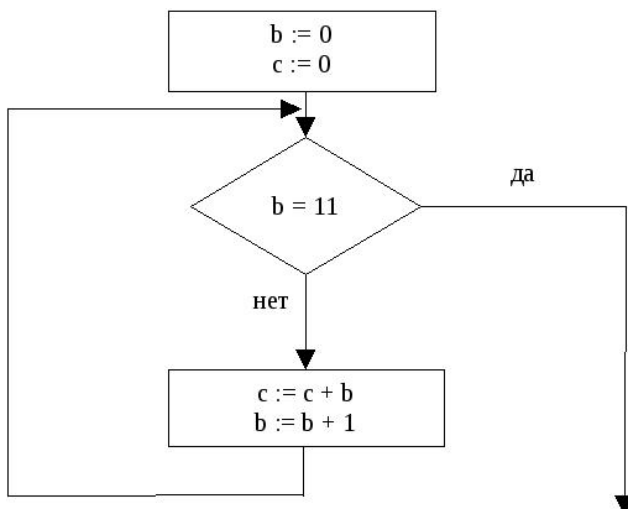 b := 0
c := 0
да
b = 11
нет
c := c + b
b := b + 1